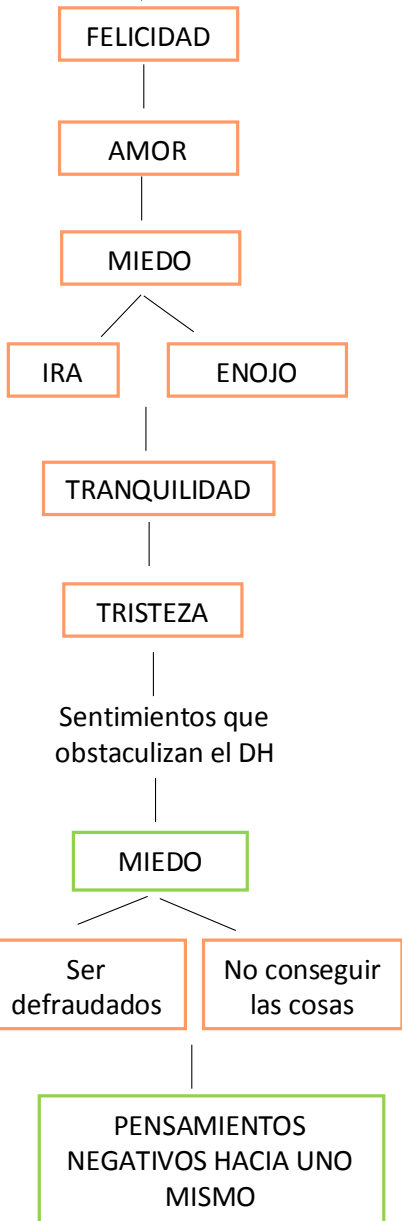 FELICIDAD
AMOR
MIEDO
IRA
ENOJO
TRANQUILIDAD
TRISTEZA
Sentimientos que
obstaculizan el DH
MIEDO
Ser
defraudados
No conseguir
las cosas
PENSAMIENTOS
NEGATIVOS HACIA UNO
MISMO